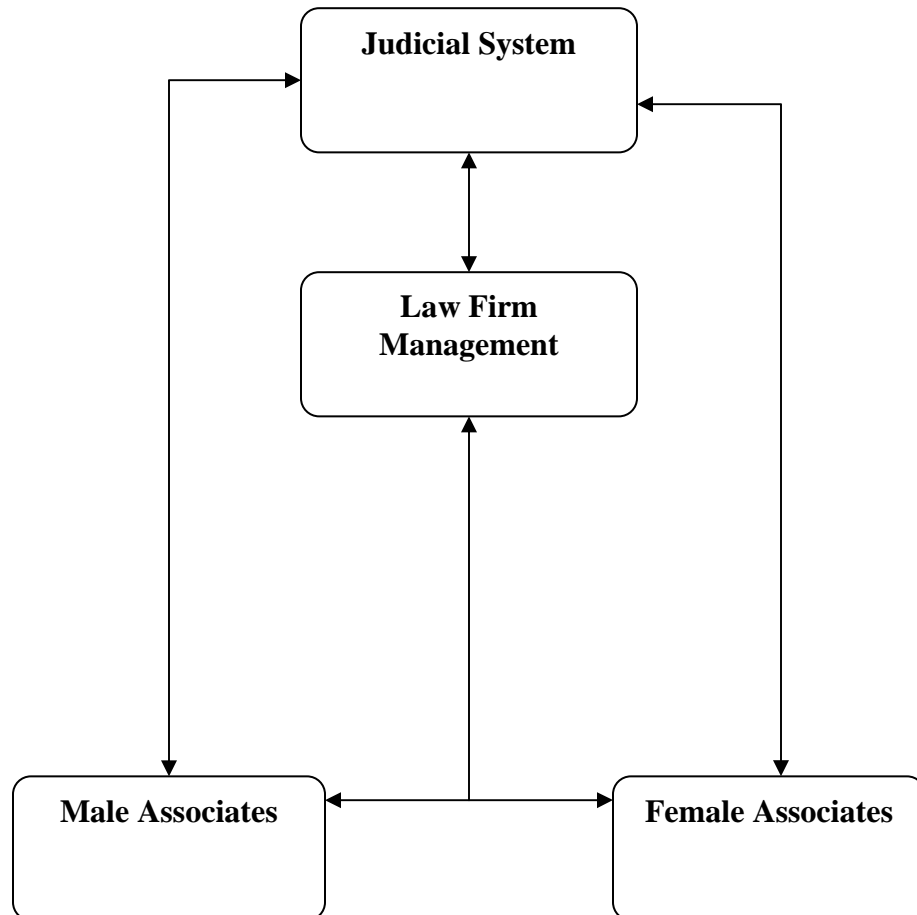 Judicial System
Law Firm
Management
Male Associates
Female Associates